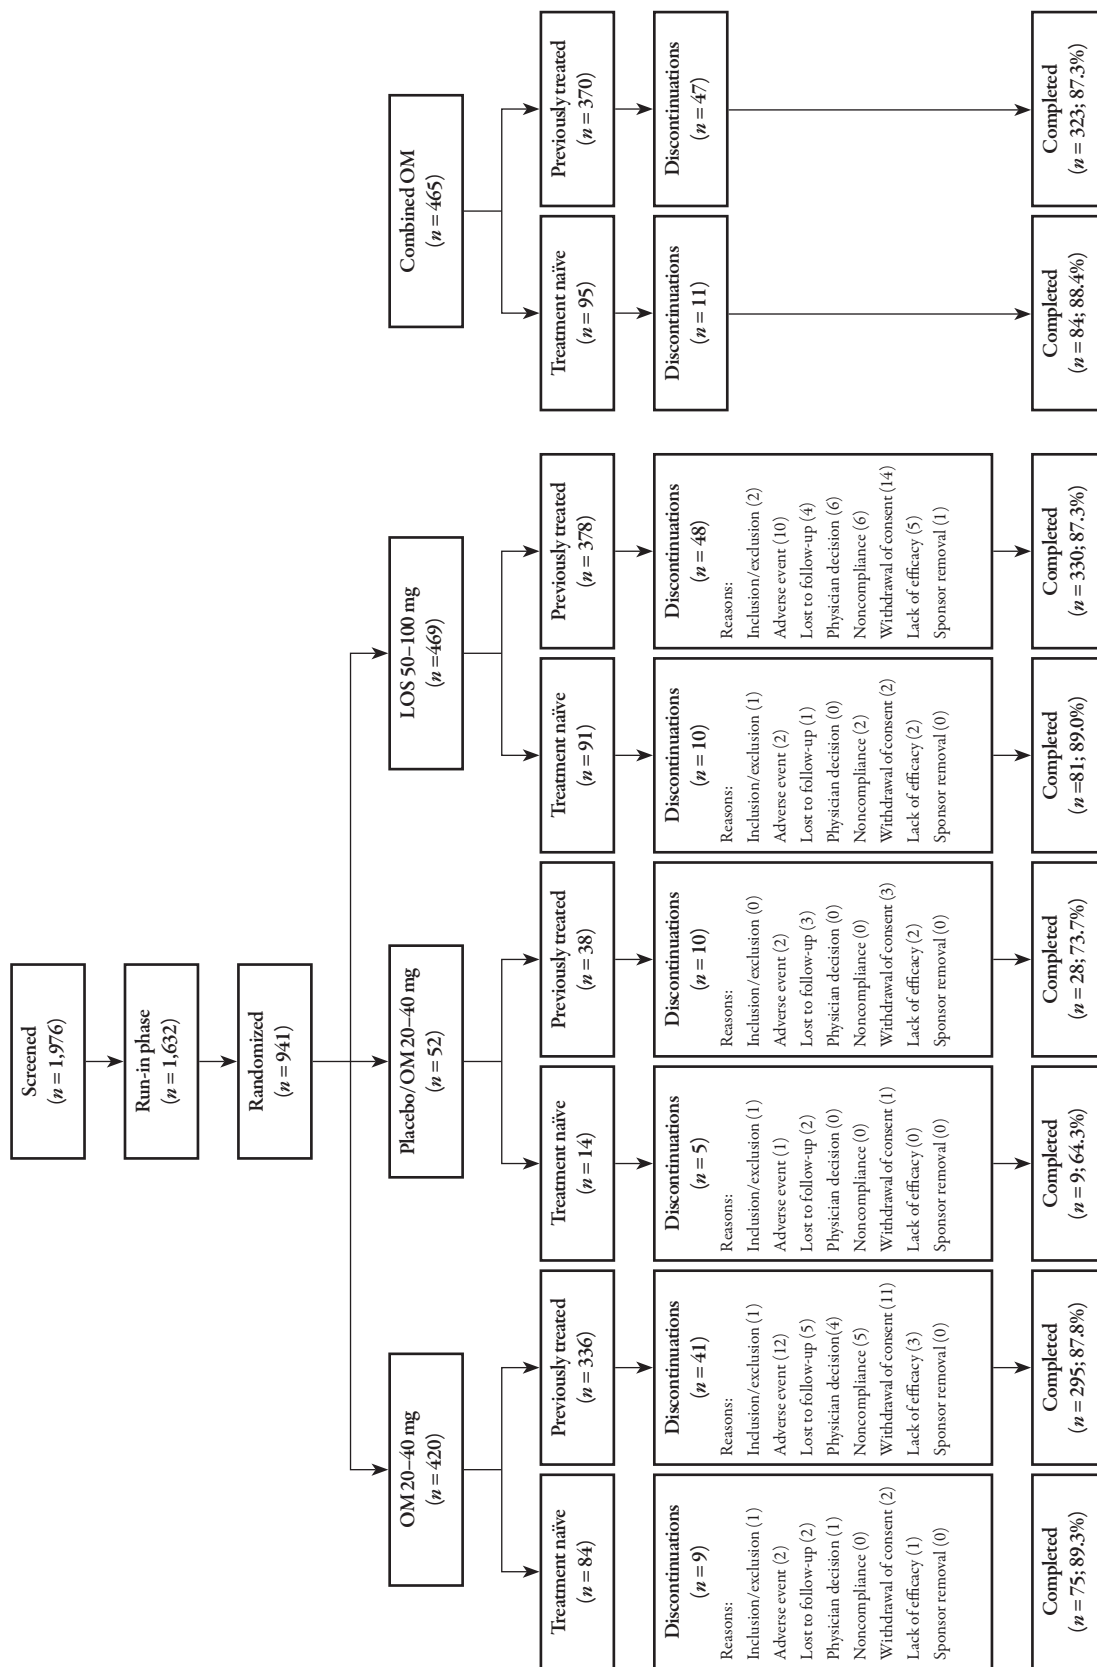 Screened
(n = 1,976)
Run-in phase
(n = 1,632)
Randomized
(n = 941)
OM 20–40 mg
(n = 420)
Placebo/OM 20–40 mg
(n = 52)
LOS 50–100 mg
(n =469)
Combined OM
(n = 465)
Treatment naïve
(n = 84)
Previously treated
(n = 336)
Treatment naïve
(n = 14)
Previously treated
(n = 38)
Treatment naïve
(n = 91)
Previously treated
(n = 378)
Treatment naïve
(n = 95)
Previously treated
(n = 370)
Discontinuations
(n = 9)
Reasons:
Inclusion/exclusion (1)
Adverse event (2)
Lost to follow-up (2)
Physician decision (1)
Noncompliance (0)
Withdrawal of consent (2)
Lack of efficacy (1)
Sponsor removal (0)
Discontinuations
(n = 41)
Reasons:
Inclusion/exclusion (1)
Adverse event (12)
Lost to follow-up (5)
Physician decision(4)
Noncompliance (5)
Withdrawal of consent (11)
Lack of efficacy (3)
Sponsor removal (0)
Discontinuations
(n = 5)
Reasons:
Inclusion/exclusion (1)
Adverse event (1)
Lost to follow-up (2)
Physician decision (0)
Noncompliance (0)
Withdrawal of consent (1)
Lack of efficacy (0)
Sponsor removal (0)
Discontinuations
(n = 10)
Reasons:
Inclusion/exclusion (0)
Adverse event (2)
Lost to follow-up (3)
Physician decision (0)
Noncompliance (0)
Withdrawal of consent (3)
Lack of efficacy (2)
Sponsor removal (0)
Discontinuations
(n = 10)
Reasons:
Inclusion/exclusion (1)
Adverse event (2)
Lost to follow-up (1)
Physician decision (0)
Noncompliance (2)
Withdrawal of consent (2)
Lack of efficacy (2)
Sponsor removal (0)
Discontinuations
(n = 48)
Reasons:
Inclusion/exclusion (2)
Adverse event (10)
Lost to follow-up (4)
Physician decision (6)
Noncompliance (6)
Withdrawal of consent (14)
Lack of efficacy (5)
Sponsor removal (1)
Discontinuations
(n = 11)
Discontinuations
(n = 47)
Completed
(n = 75; 89.3%)
Completed
(n = 295; 87.8%)
Completed
(n = 9; 64.3%)
Completed
(n = 28; 73.7%)
Completed
(n =81; 89.0%)
Completed
(n = 330; 87.3%)
Completed
(n = 84; 88.4%)
Completed
(n = 323; 87.3%)